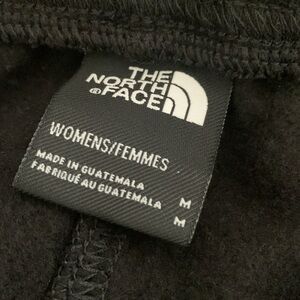 THE
NORTH
FACE
WOMENS/FEMMES
MADE IN GUATEMALA M
FABRIQUÉ AU GUATEMALA M